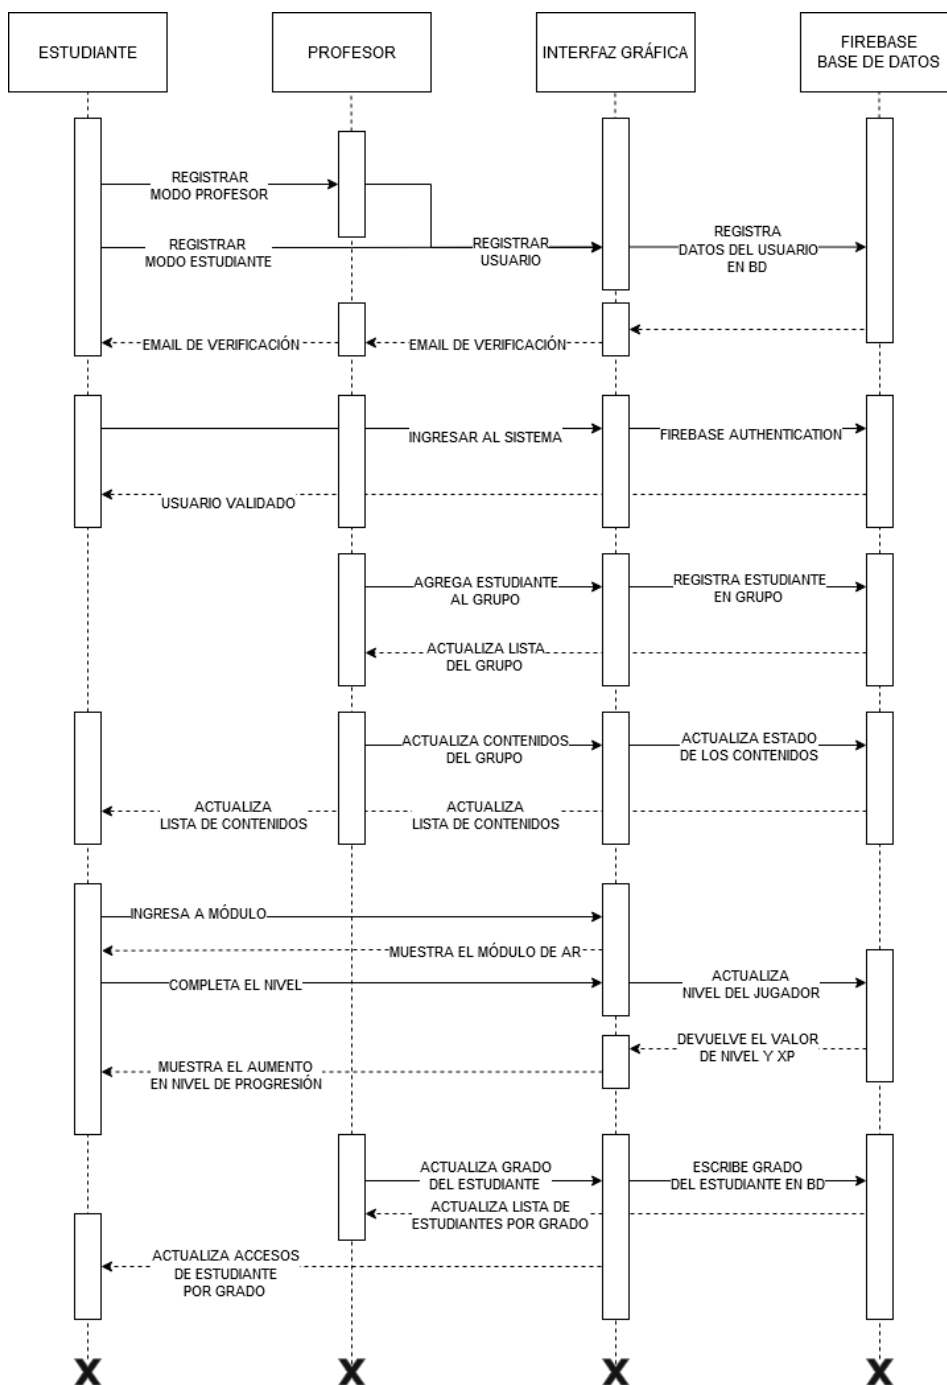 ESTUDIANTE
PROFESOR
INTERFAZ GRÁFICA
FIREBASE
BASE DE DATOS
REGISTRAR
MODO PROFESOR
REGISTRAR
MODO ESTUDIANTE
REGISTRAR
USUARIO
REGISTRA
DATOS DEL USUARIO
EN BD
EMAIL DE VERIFICACIÓN
EMAIL DE VERIFICACIÓN
INGRESAR AL SISTEMA
FIREBASE AUTHENTICATION
USUARIO VALIDADO
AGREGA ESTUDIANTE
AL GRUPO
REGISTRA ESTUDIANTE
EN GRUPO
ACTUALIZA LISTA
DEL GRUPO
ACTUALIZA CONTENIDOS
DEL GRUPO
ACTUALIZA ESTADO
DE LOS CONTENIDOS
ACTUALIZA
LISTA DE CONTENIDOS
ACTUALIZA
LISTA DE CONTENIDOS
INGRESA A MÓDULO
MUESTRA EL MÓDULO DE AR
COMPLETA EL NIVEL
ACTUALIZA
NIVEL DEL JUGADOR
DEVUELVE EL VALOR
DE NIVEL Y XP
MUESTRA EL AUMENTO
EN NIVEL DE PROGRESIÓN
ACTUALIZA GRADO
DEL ESTUDIANTE
ESCRIBE GRADO
DEL ESTUDIANTE EN BD
ACTUALIZA LISTA DE
ESTUDIANTES POR GRADO
ACTUALIZA ACCESOS
DE ESTUDIANTE
POR GRADO